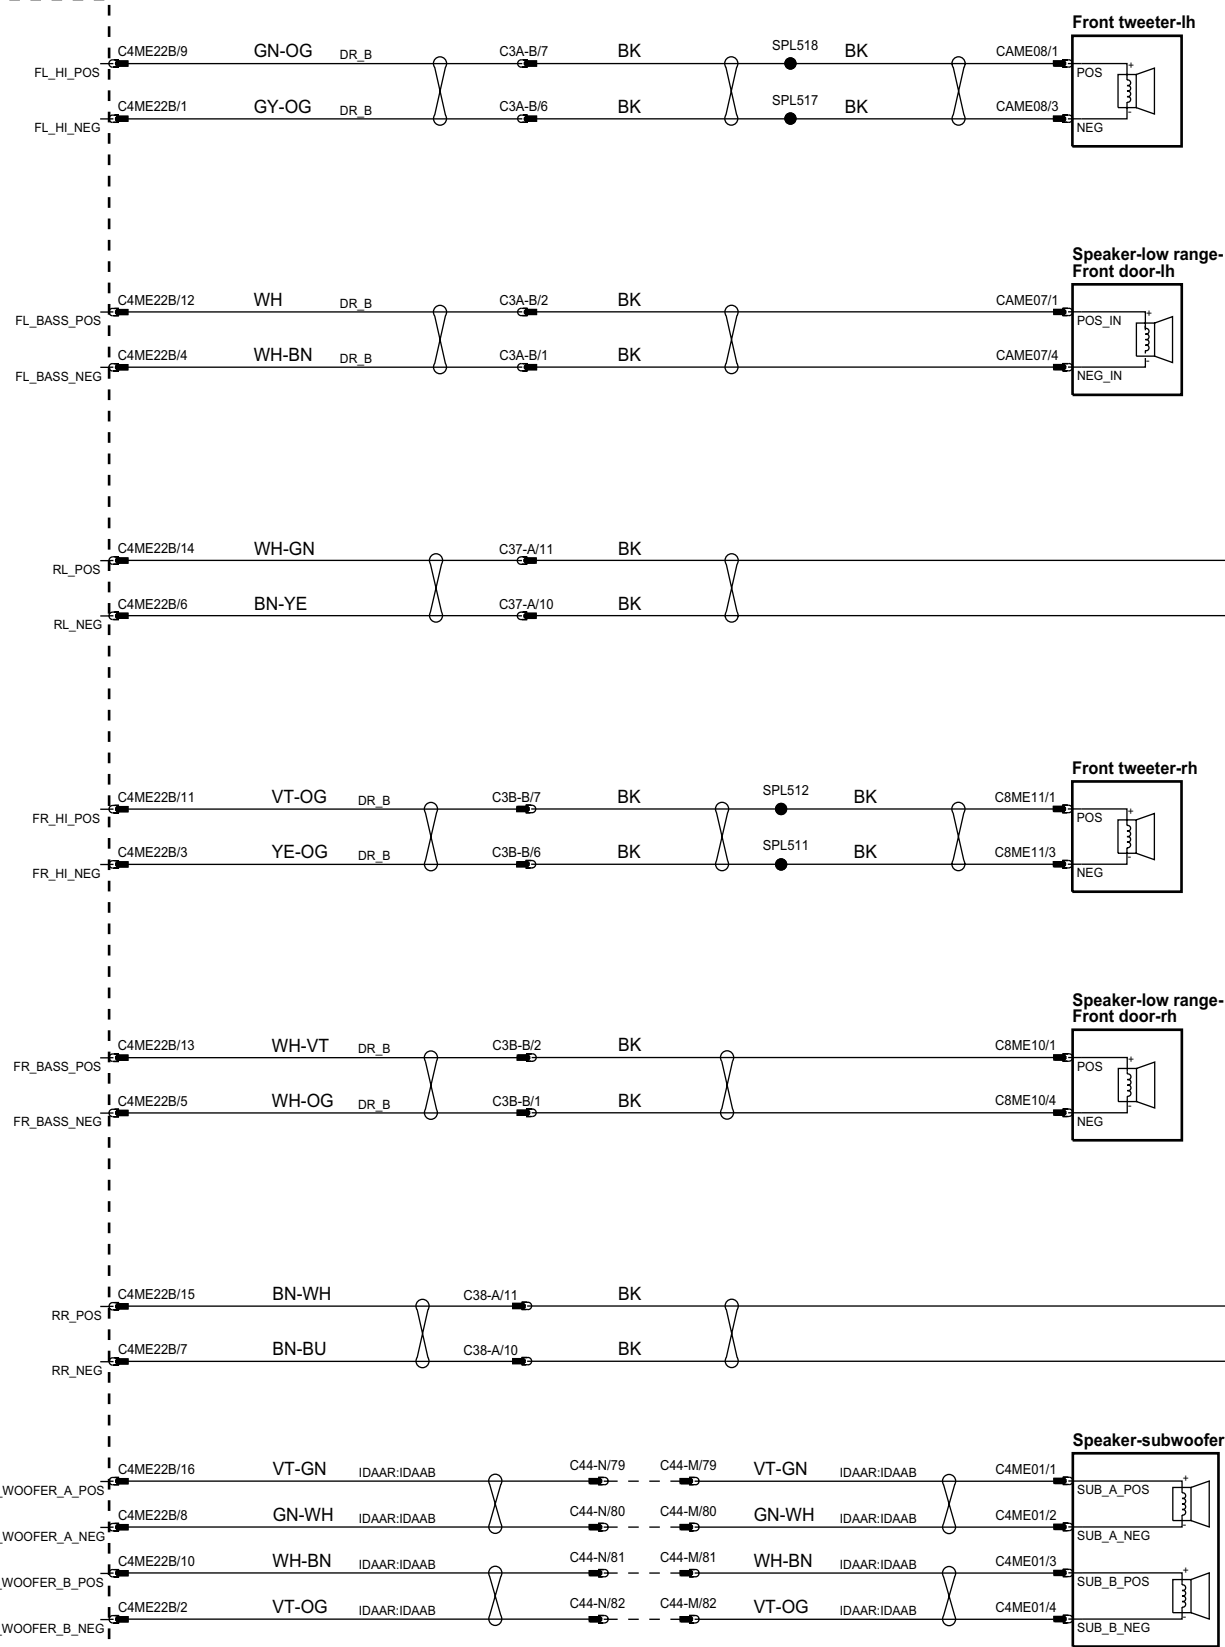 Front tweeter-lh
C4ME22B/9 GN-OG DR_B C3A-B/7 BK SPL518 BK CAME08/1
FL_HI_POS POS +
C4ME22B/1 GY-OG DR_B C3A-B/6 BK SPL517 BK CAME08/3 -
FL_HI_NEG NEG
Speaker-low range-
Front door-lh
C4ME22B/12 WH DR_B C3A-B/2 BK CAME07/1
FL_BASS_POS POS_IN +
C4ME22B/4 WH-BN DR_B C3A-B/1 BK CAME07/4 -
FL_BASS_NEG NEG_IN
C4ME22B/14 WH-GN C37-A/11 BK
RL_POS
C4ME22B/6 BN-YE C37-A/10 BK
RL_NEG
Front tweeter-rh
C4ME22B/11 VT-OG DR_B C3B-B/7 BK SPL512 BK C8ME11/1
FR_HI_POS POS +
C4ME22B/3 YE-OG DR_B C3B-B/6 BK SPL511 BK C8ME11/3 -
FR_HI_NEG NEG
Speaker-low range-
Front door-rh
C4ME22B/13 WH-VT DR_B C3B-B/2 BK C8ME10/1
FR_BASS_POS POS +
C4ME22B/5 WH-OG DR_B C3B-B/1 BK C8ME10/4 -
FR_BASS_NEG NEG
C4ME22B/15 BN-WH C38-A/11 BK
RR_POS
C4ME22B/7 BN-BU C38-A/10 BK
RR_NEG
Speaker-subwoofer
C4ME22B/16 VT-GN IDAAR:IDAAB C44-N/79 C44-M/79 VT-GN IDAAR:IDAAB C4ME01/1
_WOOFER_A_POS SUB_A_POS +
C4ME22B/8 GN-WH IDAAR:IDAAB C44-N/80 C44-M/80 GN-WH IDAAR:IDAAB C4ME01/2 -
_WOOFER_A_NEG SUB_A_NEG
C4ME22B/10 WH-BN IDAAR:IDAAB C44-N/81 C44-M/81 WH-BN IDAAR:IDAAB C4ME01/3
_WOOFER_B_POS SUB_B_POS +
C4ME22B/2 VT-OG IDAAR:IDAAB C44-N/82 C44-M/82 VT-OG IDAAR:IDAAB C4ME01/4 -
_WOOFER_B_NEG SUB_B_NEG